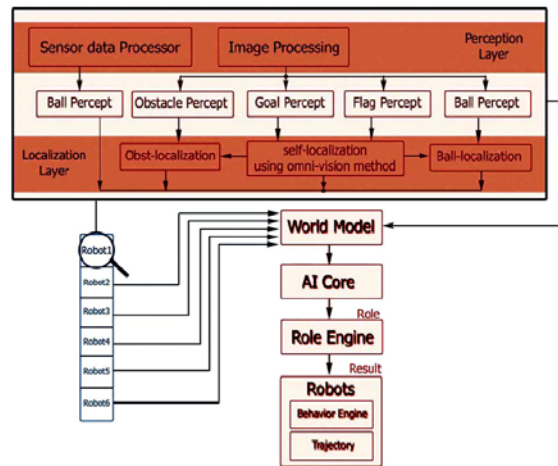 Sensor data Processor
Image Processing
Perception
Layer
Ball Percept
Obstacle Percept
Goal Percept
Flag Percept
Ball Percept
Localization
Layer
Obst-localization
self-localization
using omni-vision method
Ball-localization
Robot1
Robot2
Robot3
Robot4
Robot5
Robot6
World Model
AI Core
Role
Role Engine
Result
Robots
Behavior Engine
Trajectory